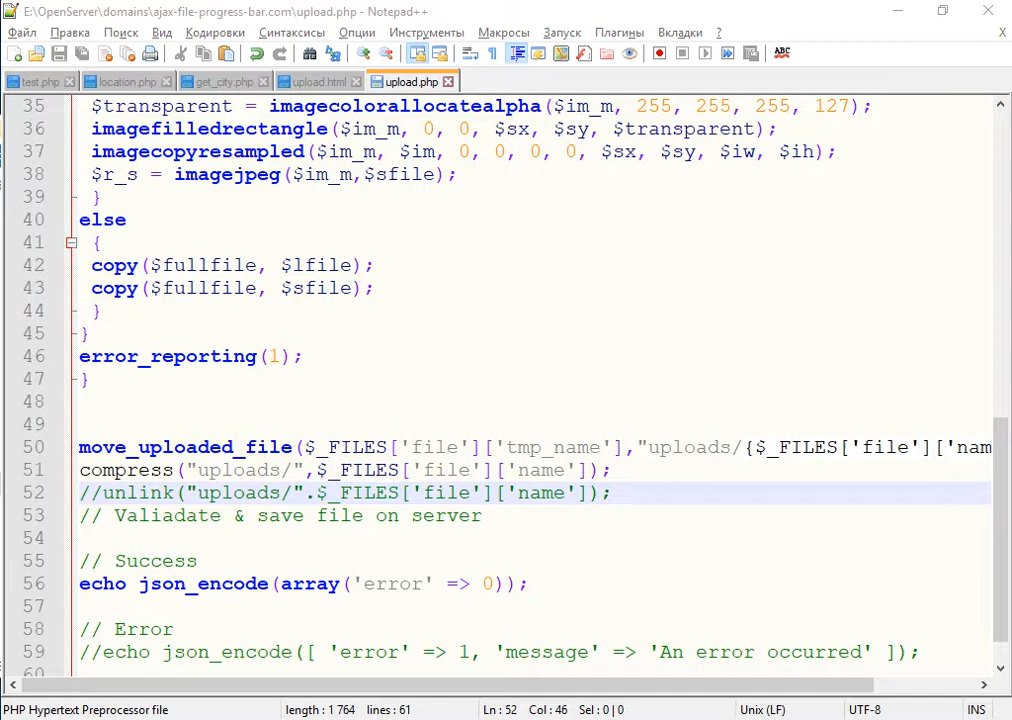 E:\OpenServer\domains\ajax-file-progress-bar.com\upload.php - Notepad++
Файл Правка Поиск Вид Кодировки Синтаксисы Опции Инструменты Макросы Запуск Плагины Вкладки ? X
ABC
test.php location.php get_city.php upload.html upload.php
35 $transparent = imagecolorallocatealpha($im_m, 255, 255, 255, 127);
36 imagefilledrectangle($im_m, 0, 0, $sx, $sy, $transparent);
37 imagecopyresampled($im_m, $im, 0, 0, 0, 0, $sx, $sy, $iw, $ih);
38 $r_s = imagejpeg($im_m,$sfile);
39 }
40 else
41 {
42 copy($fullfile, $lfile);
43 copy($fullfile, $sfile);
44 }
45 }
46 error_reporting(1);
47 }
48
49
50 move_uploaded_file($_FILES['file']['tmp_name'],"uploads/{$_FILES['file']['nam
51 compress("uploads/",$_FILES['file']['name']);
52 //unlink("uploads/".$_FILES['file']['name']);
53 // Valiadate & save file on server
54
55 // Success
56 echo json_encode(array('error' => 0));
57
58 // Error
59 //echo json_encode([ 'error' => 1, 'message' => 'An error occurred' ]);
60
PHP Hypertext Preprocessor file length : 1 764 lines : 61 Ln : 52 Col : 46 Sel : 0 | 0 Unix (LF) UTF-8 INS